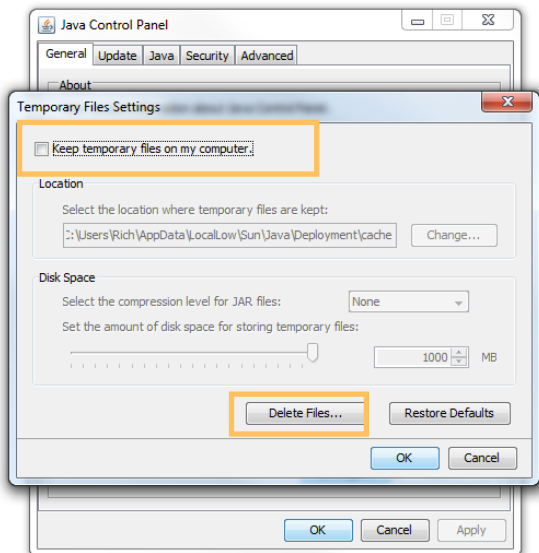 Java Control Panel
General Update Java Security Advanced
About
Temporary Files Settings
Keep temporary files on my computer.
Location
Select the location where temporary files are kept:
:\Users\Rich\AppData\LocalLow\Sun\Java\Deployment\cache Change...
Disk Space
Select the compression level for JAR files: None
Set the amount of disk space for storing temporary files:
1000 MB
Delete Files... Restore Defaults
OK Cancel
OK Cancel Apply